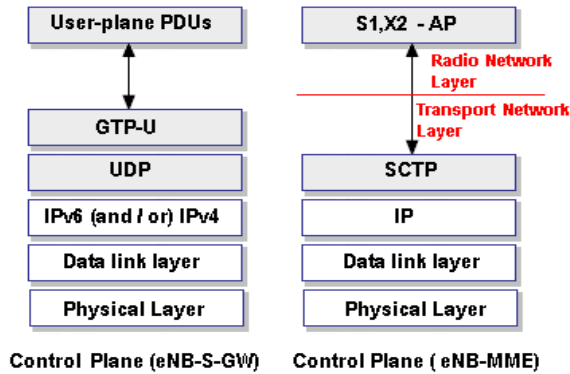 User-plane PDUs
GTP-U
UDP
IPv6 (and / or) IPv4
Data link layer
Physical Layer
Control Plane (eNB-S-GW)
S1,X2 - AP
Radio Network
Layer
Transport Network
Layer
SCTP
IP
Data link layer
Physical Layer
Control Plane ( eNB-MME)